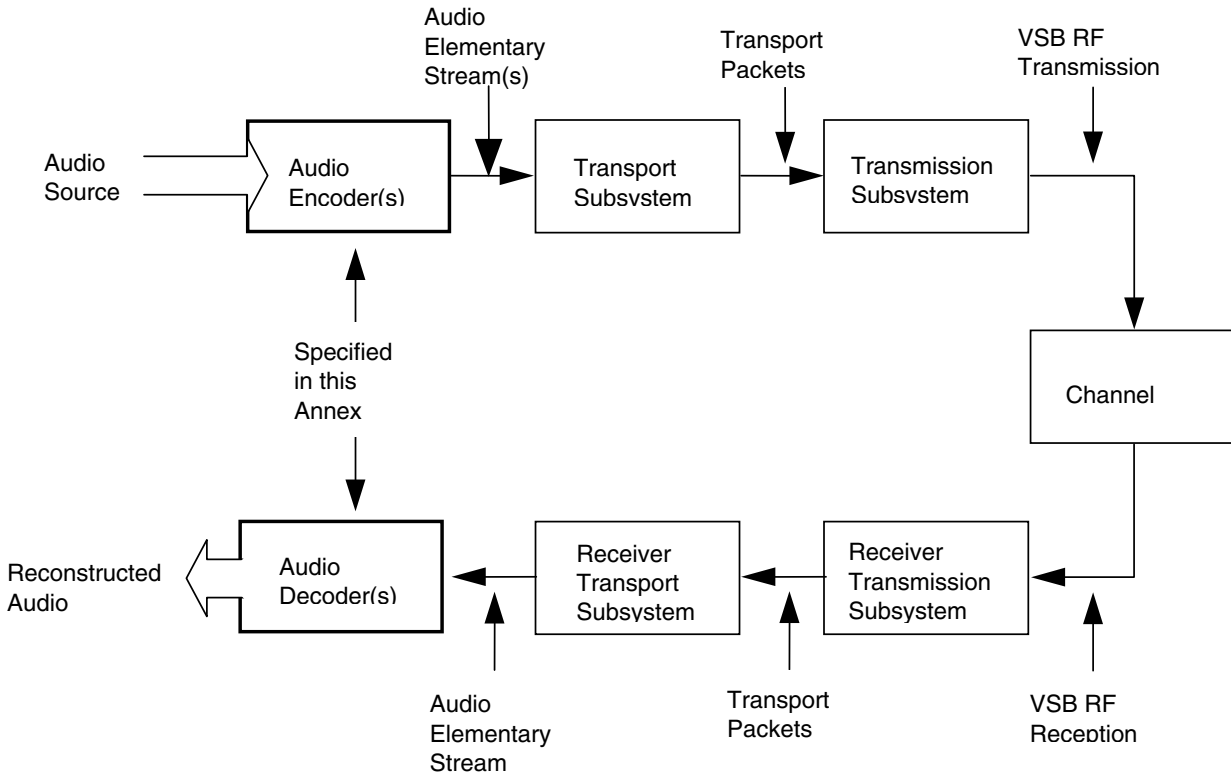 Audio
Elementary
Stream(s)
Transport
Packets
VSB RF
Transmission
Audio
Source
Audio
Encoder(s)
Transport
Subsystem
Transmission
Subsystem
Specified
in this
Annex
Channel
Reconstructed
Audio
Audio
Decoder(s)
Receiver
Transport
Subsystem
Receiver
Transmission
Subsystem
Audio
Elementary
Stream
Transport
Packets
VSB RF
Reception